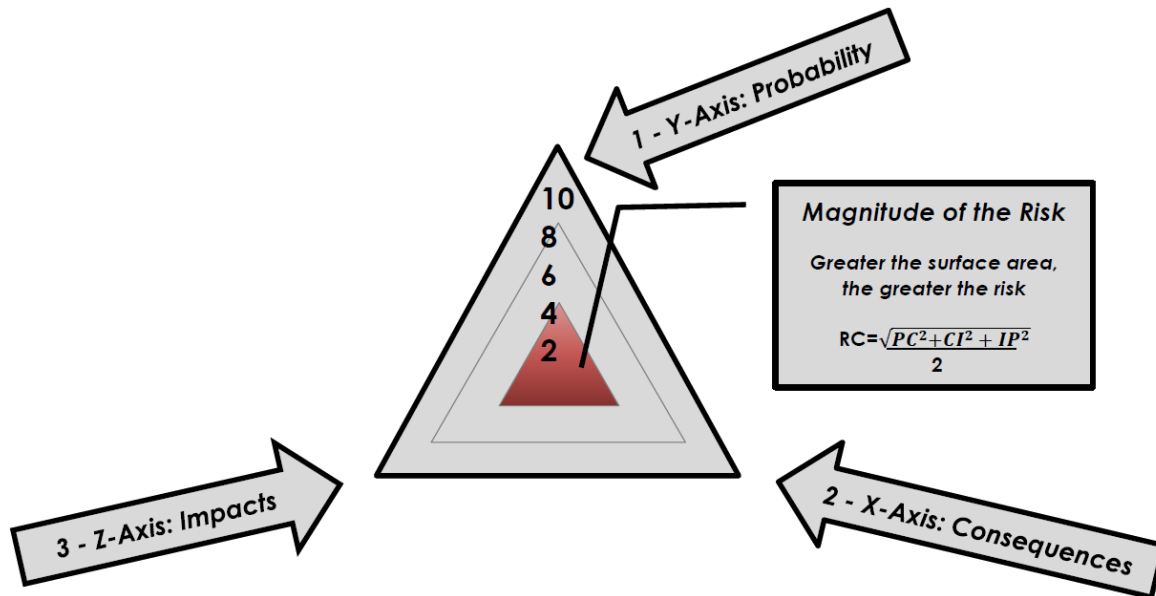 1 - Y-Axis: Probability
10
8
6
4
2
Magnitude of the Risk
Greater the surface area,
the greater the risk
RC=√PC²+CI² + IP²
2
3 - Z-Axis: Impacts
2 - X-Axis: Consequences